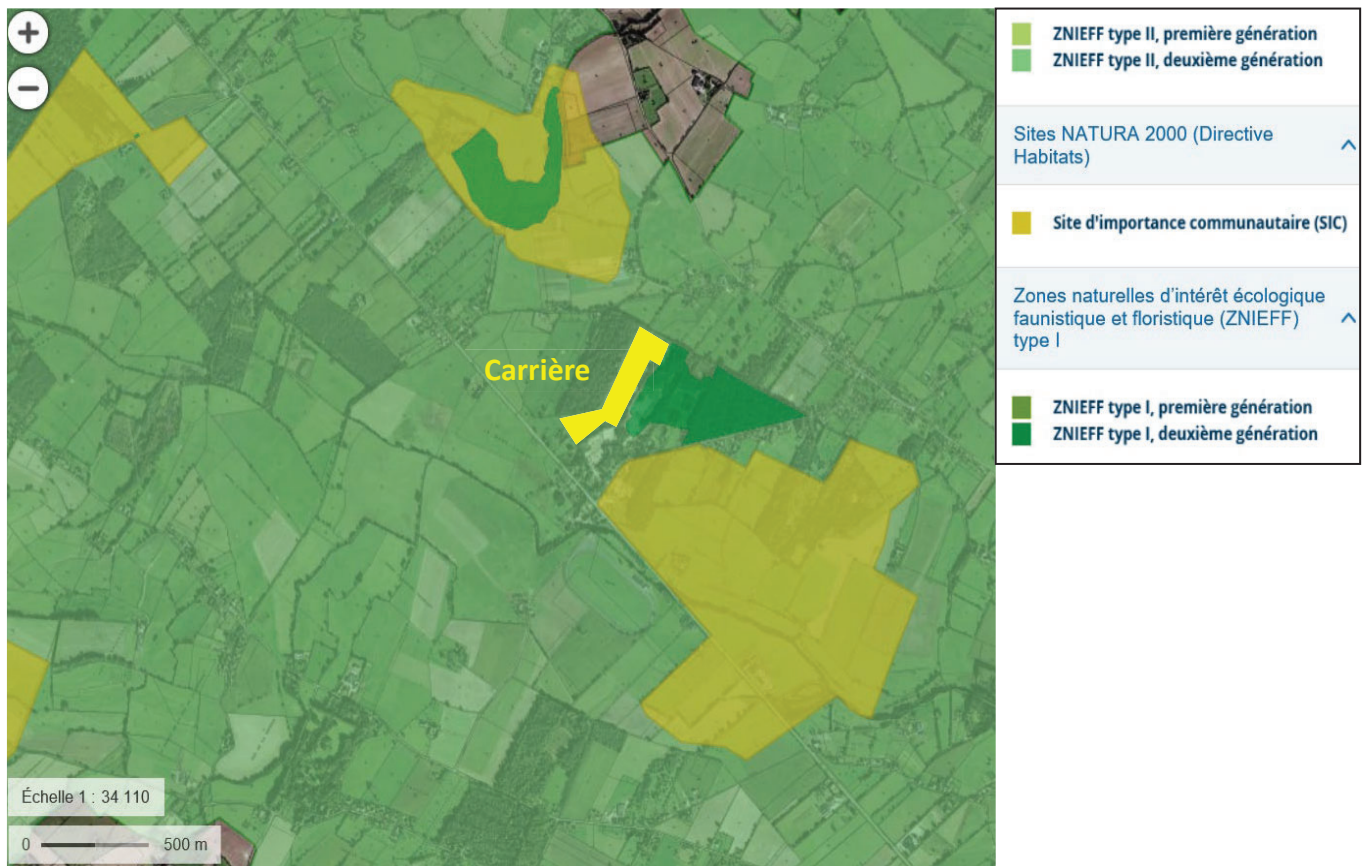 ZNIEFF type II, première génération
ZNIEFF type II, deuxième génération
Sites NATURA 2000 (Directive
Habitats)
Site d'importance communautaire (SIC)
Zones naturelles d’intérêt écologique
faunistique et floristique (ZNIEFF)
type I
ZNIEFF type I, première génération
ZNIEFF type I, deuxième génération
Carrière
Échelle 1 : 34 110
0 500 m